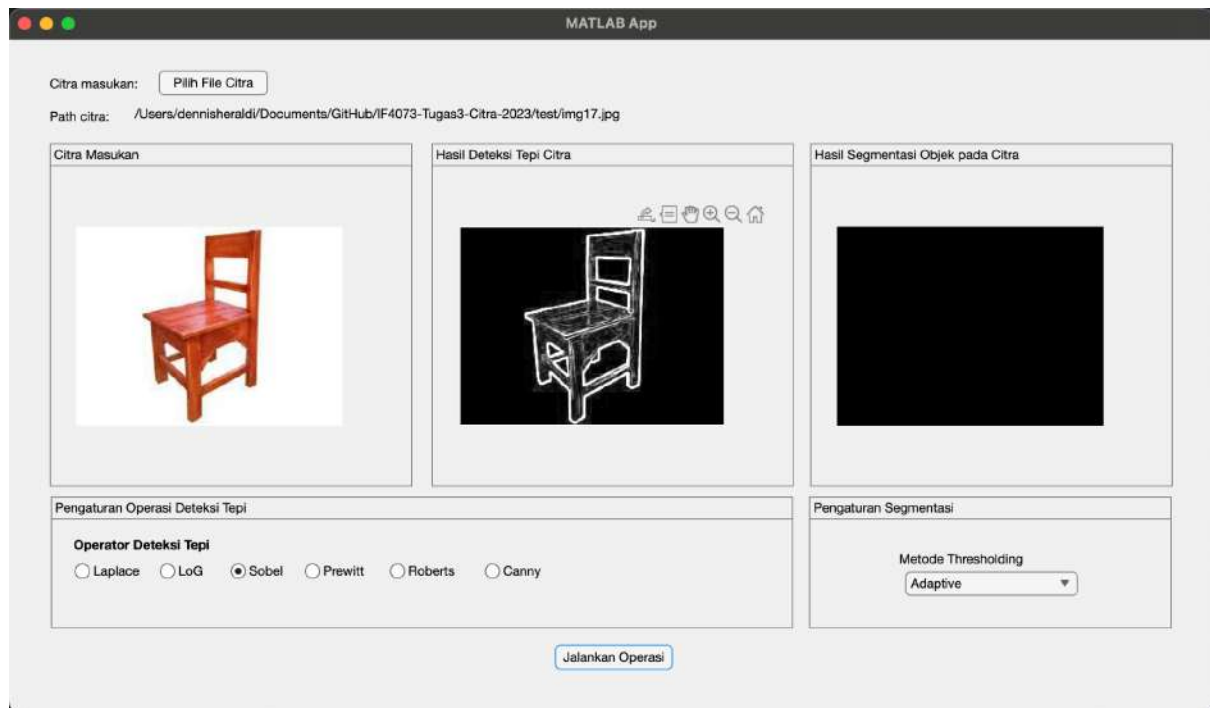 MATLAB App
Citra masukan: Pilih File Citra
Path citra: /Users/dennisheraldi/Documents/GitHub/IF4073-Tugas3-Citra-2023/test/img17.jpg
Citra Masukan
Hasil Deteksi Tepi Citra
Hasil Segmentasi Objek pada Citra
Pengaturan Operasi Deteksi Tepi
Operator Deteksi Tepi
Laplace LoG Sobel Prewitt Roberts Canny
Pengaturan Segmentasi
Metode Thresholding
Adaptive
Jalankan Operasi